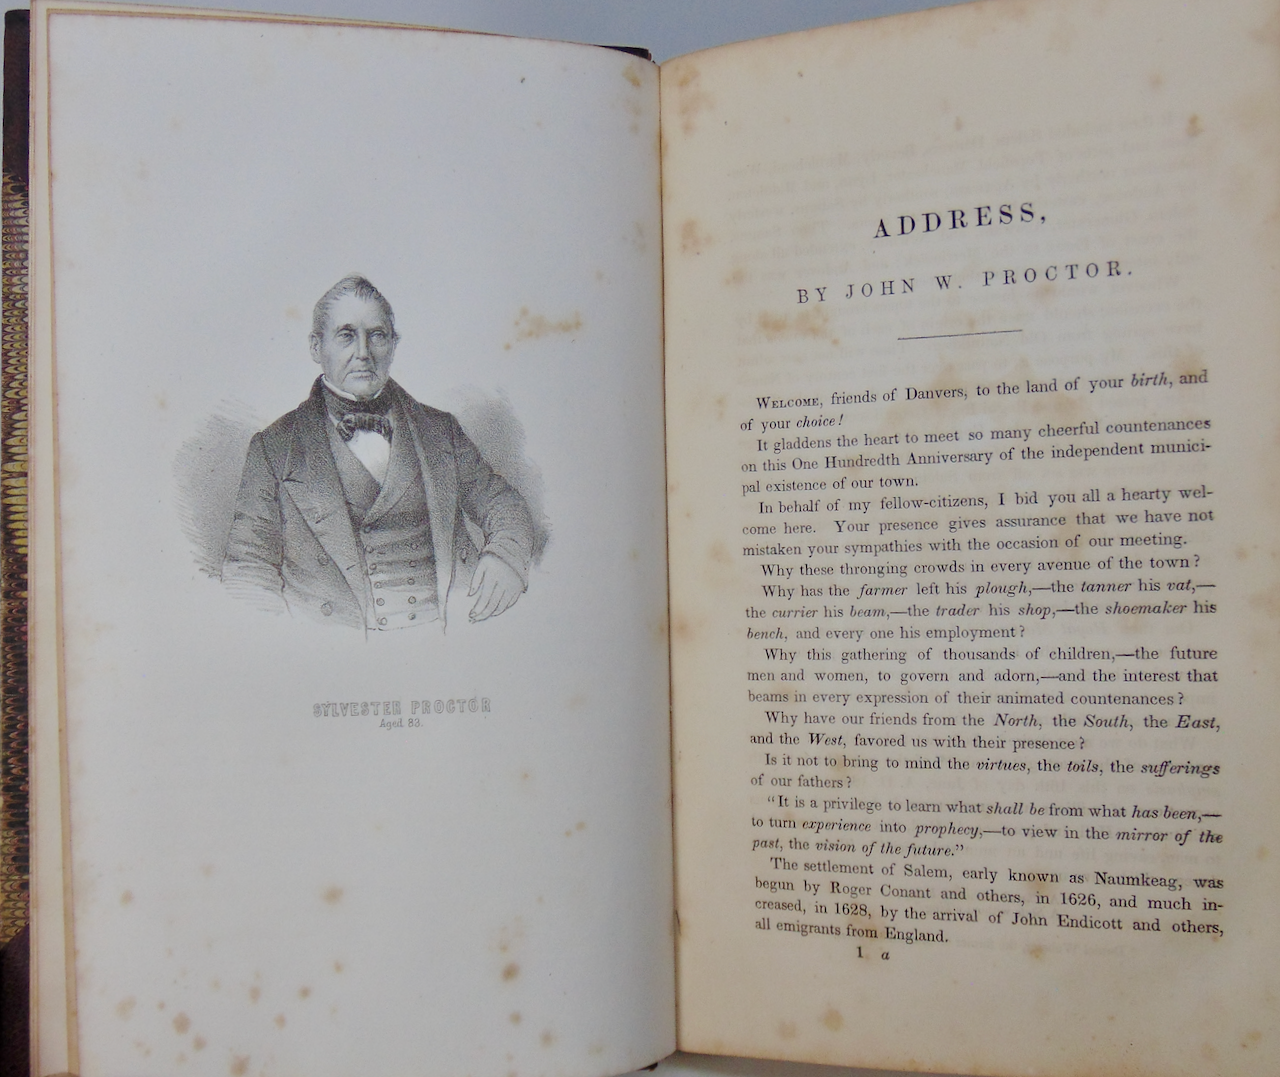 SYLVESTER PROCTOR
Aged 83.
ADDRESS,
BY JOHN W. PROCTOR.
WELCOME, friends of Danvers, to the land of your birth, and
of your choice!
It gladdens the heart to meet so many cheerful countenances
on this One Hundredth Anniversary of the independent munici-
pal existence of our town.
In behalf of my fellow-citizens, I bid you all a hearty wel-
come here. Your presence gives assurance that we have not
mistaken your sympathies with the occasion of our meeting.
Why these thronging crowds in every avenue of the town?
Why has the farmer left his plough,—the tanner his vat,—
the currier his beam,—the trader his shop,—the shoemaker his
bench, and every one his employment?
Why this gathering of thousands of children,—the future
men and women, to govern and adorn,—and the interest that
beams in every expression of their animated countenances?
Why have our friends from the North, the South, the East,
and the West, favored us with their presence?
Is it not to bring to mind the virtues, the toils, the sufferings
of our fathers?
"It is a privilege to learn what shall be from what has been,—
to turn experience into prophecy,—to view in the mirror of the
past, the vision of the future."
The settlement of Salem, early known as Naumkeag, was
begun by Roger Conant and others, in 1626, and much in-
creased, in 1628, by the arrival of John Endicott and others,
all emigrants from England.
1 a